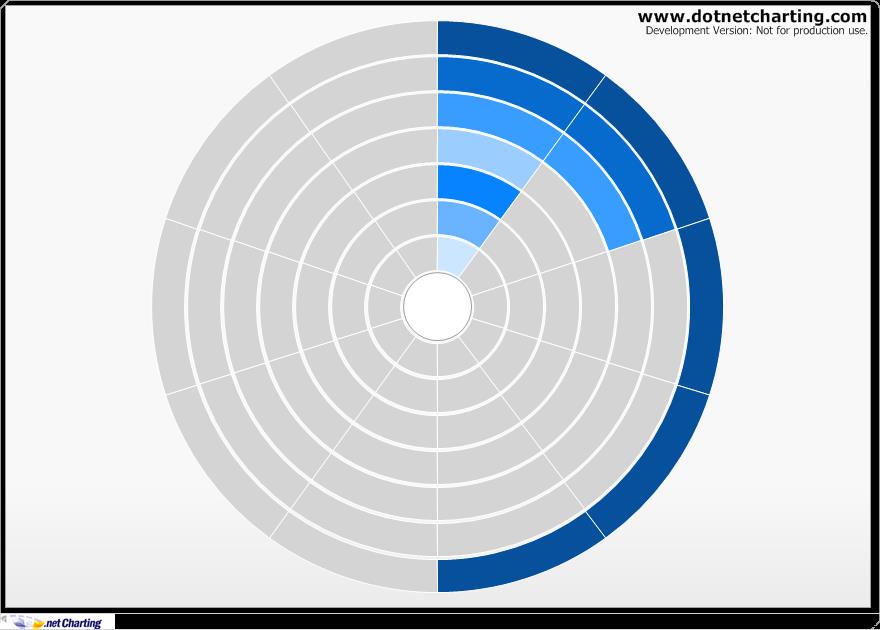 www.dotnetcharting.com
Development Version: Not for production use.
.net Charting